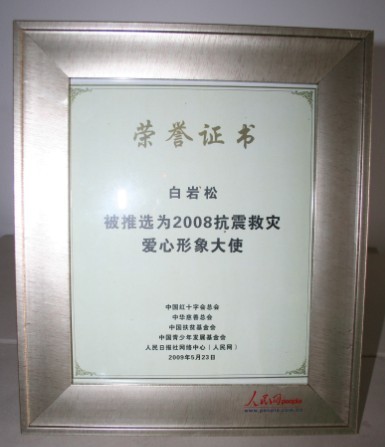 荣誉证书
白岩松
被推选为2008抗震救灾
爱心形象大使
中国红十字会总会
中华慈善总会
中国扶贫基金会
中国青少年发展基金会
人民日报社网络中心（人民网）
2009年5月23日
人民网